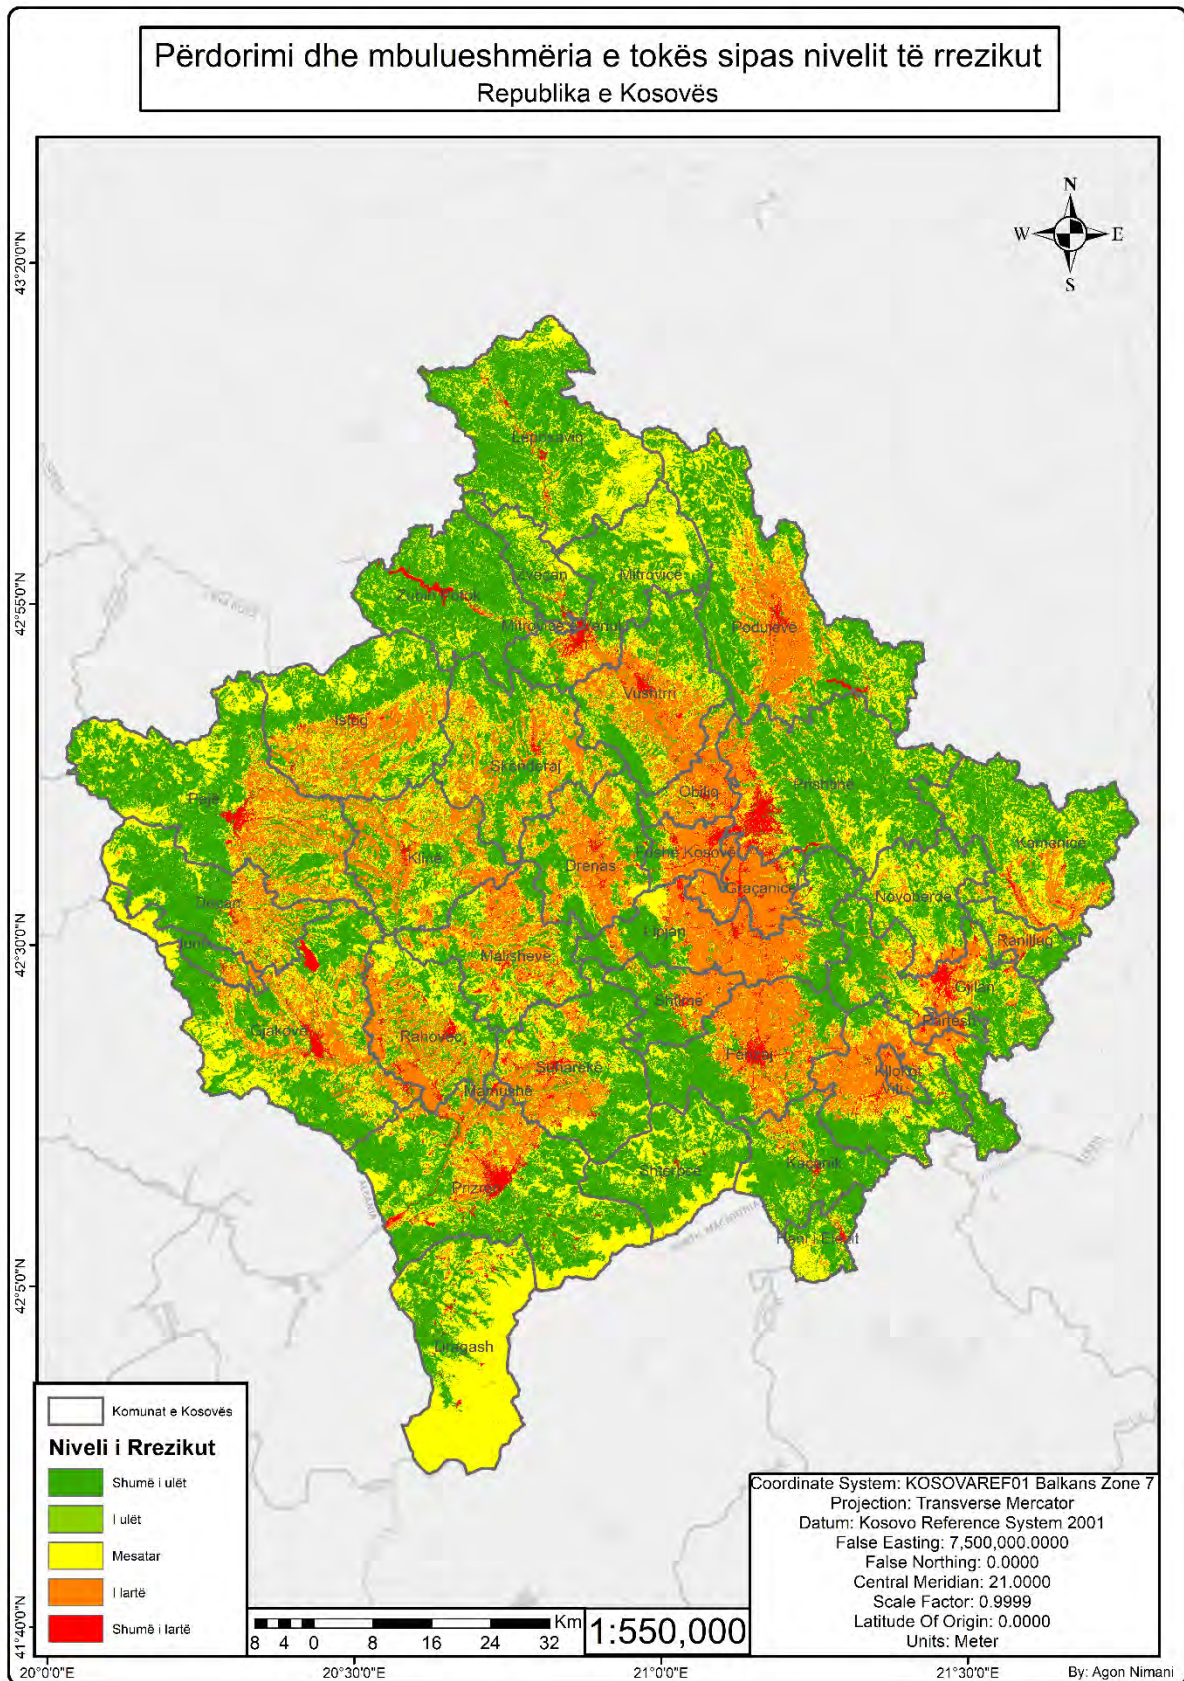 Përdorimi dhe mbulueshmëria e tokës sipas nivelit të rrezikut
Republika e Kosovës
N
W E
S
43°20'0"N
42°55'0"N
42°30'0"N
42°5'0"N
41°40'0"N
Leposaviq
Zubin Potok
Zveçan
Mitrovicë
Mitrovicë e Veriut
Podujevë
Vushtrri
Istog
Skenderaj
Obiliq
Prishtinë
Pejë
Klinë
Drenas
Fushë Kosovë
Graçanicë
Kamenicë
Novobërdë
Deçan
Junik
Lipjan
Ranillug
Malishevë
Gjilan
Shtime
Partesh
Gjakovë
Rahovec
Ferizaj
Suharekë
Kllokot
Viti
Mamushë
Shtërpcë
Kaçanik
Prizren
ALBANIA
NORTH MACEDONIA
Hani i Elezit
Dragash
Komunat e Kosovës
Niveli i Rrezikut
Shumë i ulët
I ulët
Mesatar
I lartë
Shumë i lartë
Coordinate System: KOSOVAREF01 Balkans Zone 7
Projection: Transverse Mercator
Datum: Kosovo Reference System 2001
False Easting: 7,500,000.0000
False Northing: 0.0000
Central Meridian: 21.0000
Scale Factor: 0.9999
Latitude Of Origin: 0.0000
Units: Meter
Km
8 4 0 8 16 24 32
1:550,000
20°0'0"E 20°30'0"E 21°0'0"E 21°30'0"E
By: Agon Nimani